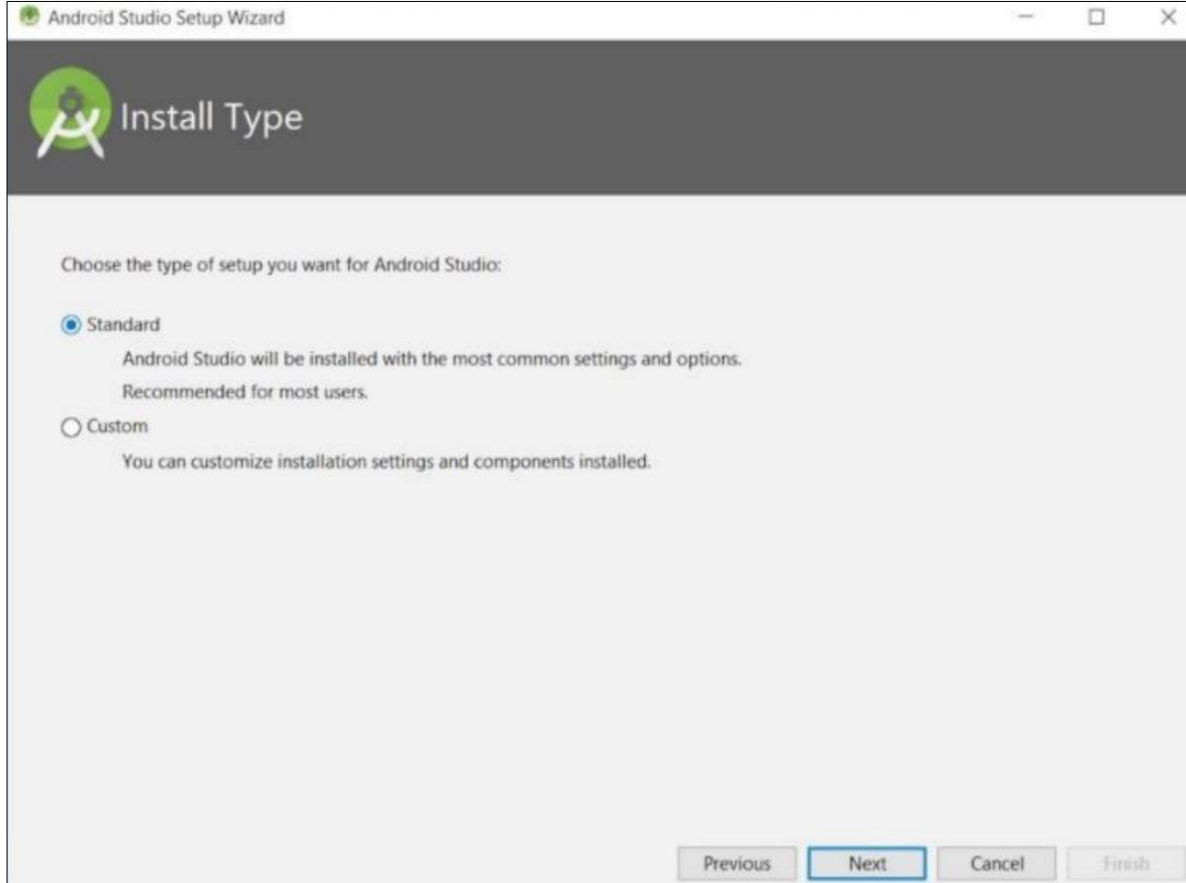 Android Studio Setup Wizard
Install Type
Choose the type of setup you want for Android Studio:
Standard
Android Studio will be installed with the most common settings and options.
Recommended for most users.
Custom
You can customize installation settings and components installed.
Previous Next Cancel Finish